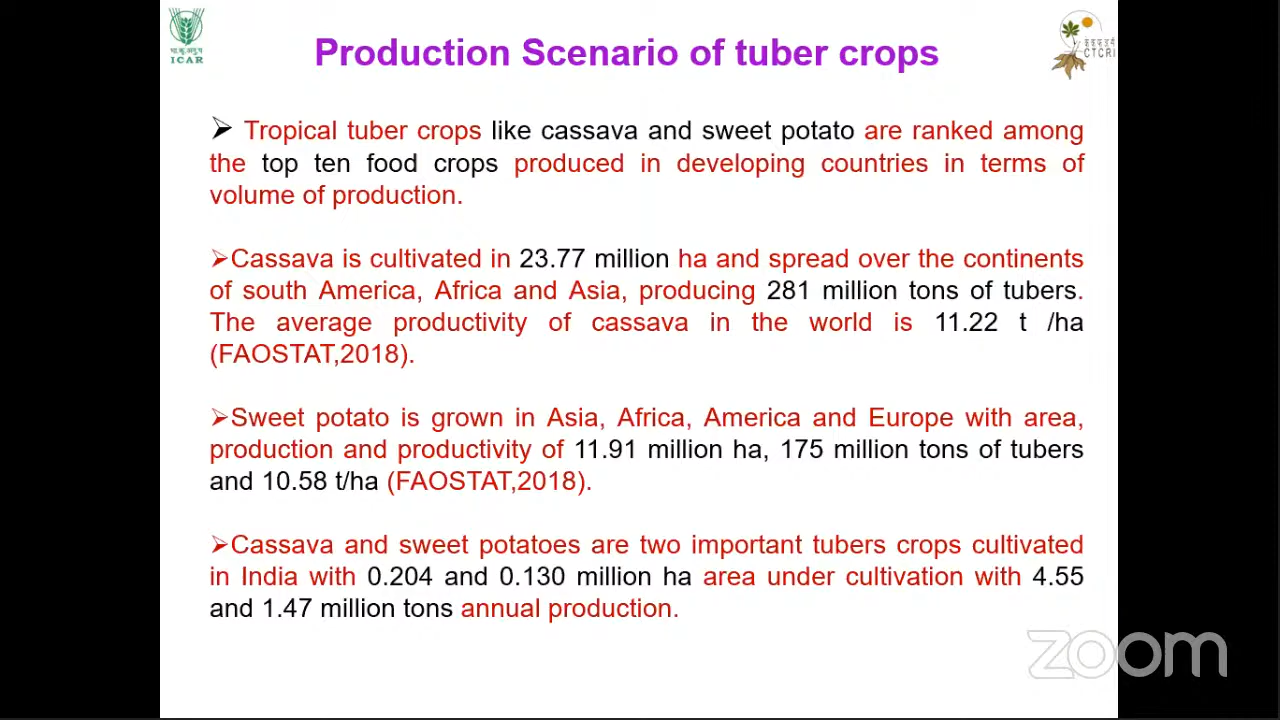 ICAR
Production Scenario of tuber crops
CTCRI
➢ Tropical tuber crops like cassava and sweet potato are ranked among
the top ten food crops produced in developing countries in terms of
volume of production.
➢Cassava is cultivated in 23.77 million ha and spread over the continents
of south America, Africa and Asia, producing 281 million tons of tubers.
The average productivity of cassava in the world is 11.22 t /ha
(FAOSTAT,2018).
➢Sweet potato is grown in Asia, Africa, America and Europe with area,
production and productivity of 11.91 million ha, 175 million tons of tubers
and 10.58 t/ha (FAOSTAT,2018).
➢Cassava and sweet potatoes are two important tubers crops cultivated
in India with 0.204 and 0.130 million ha area under cultivation with 4.55
and 1.47 million tons annual production.
zoom